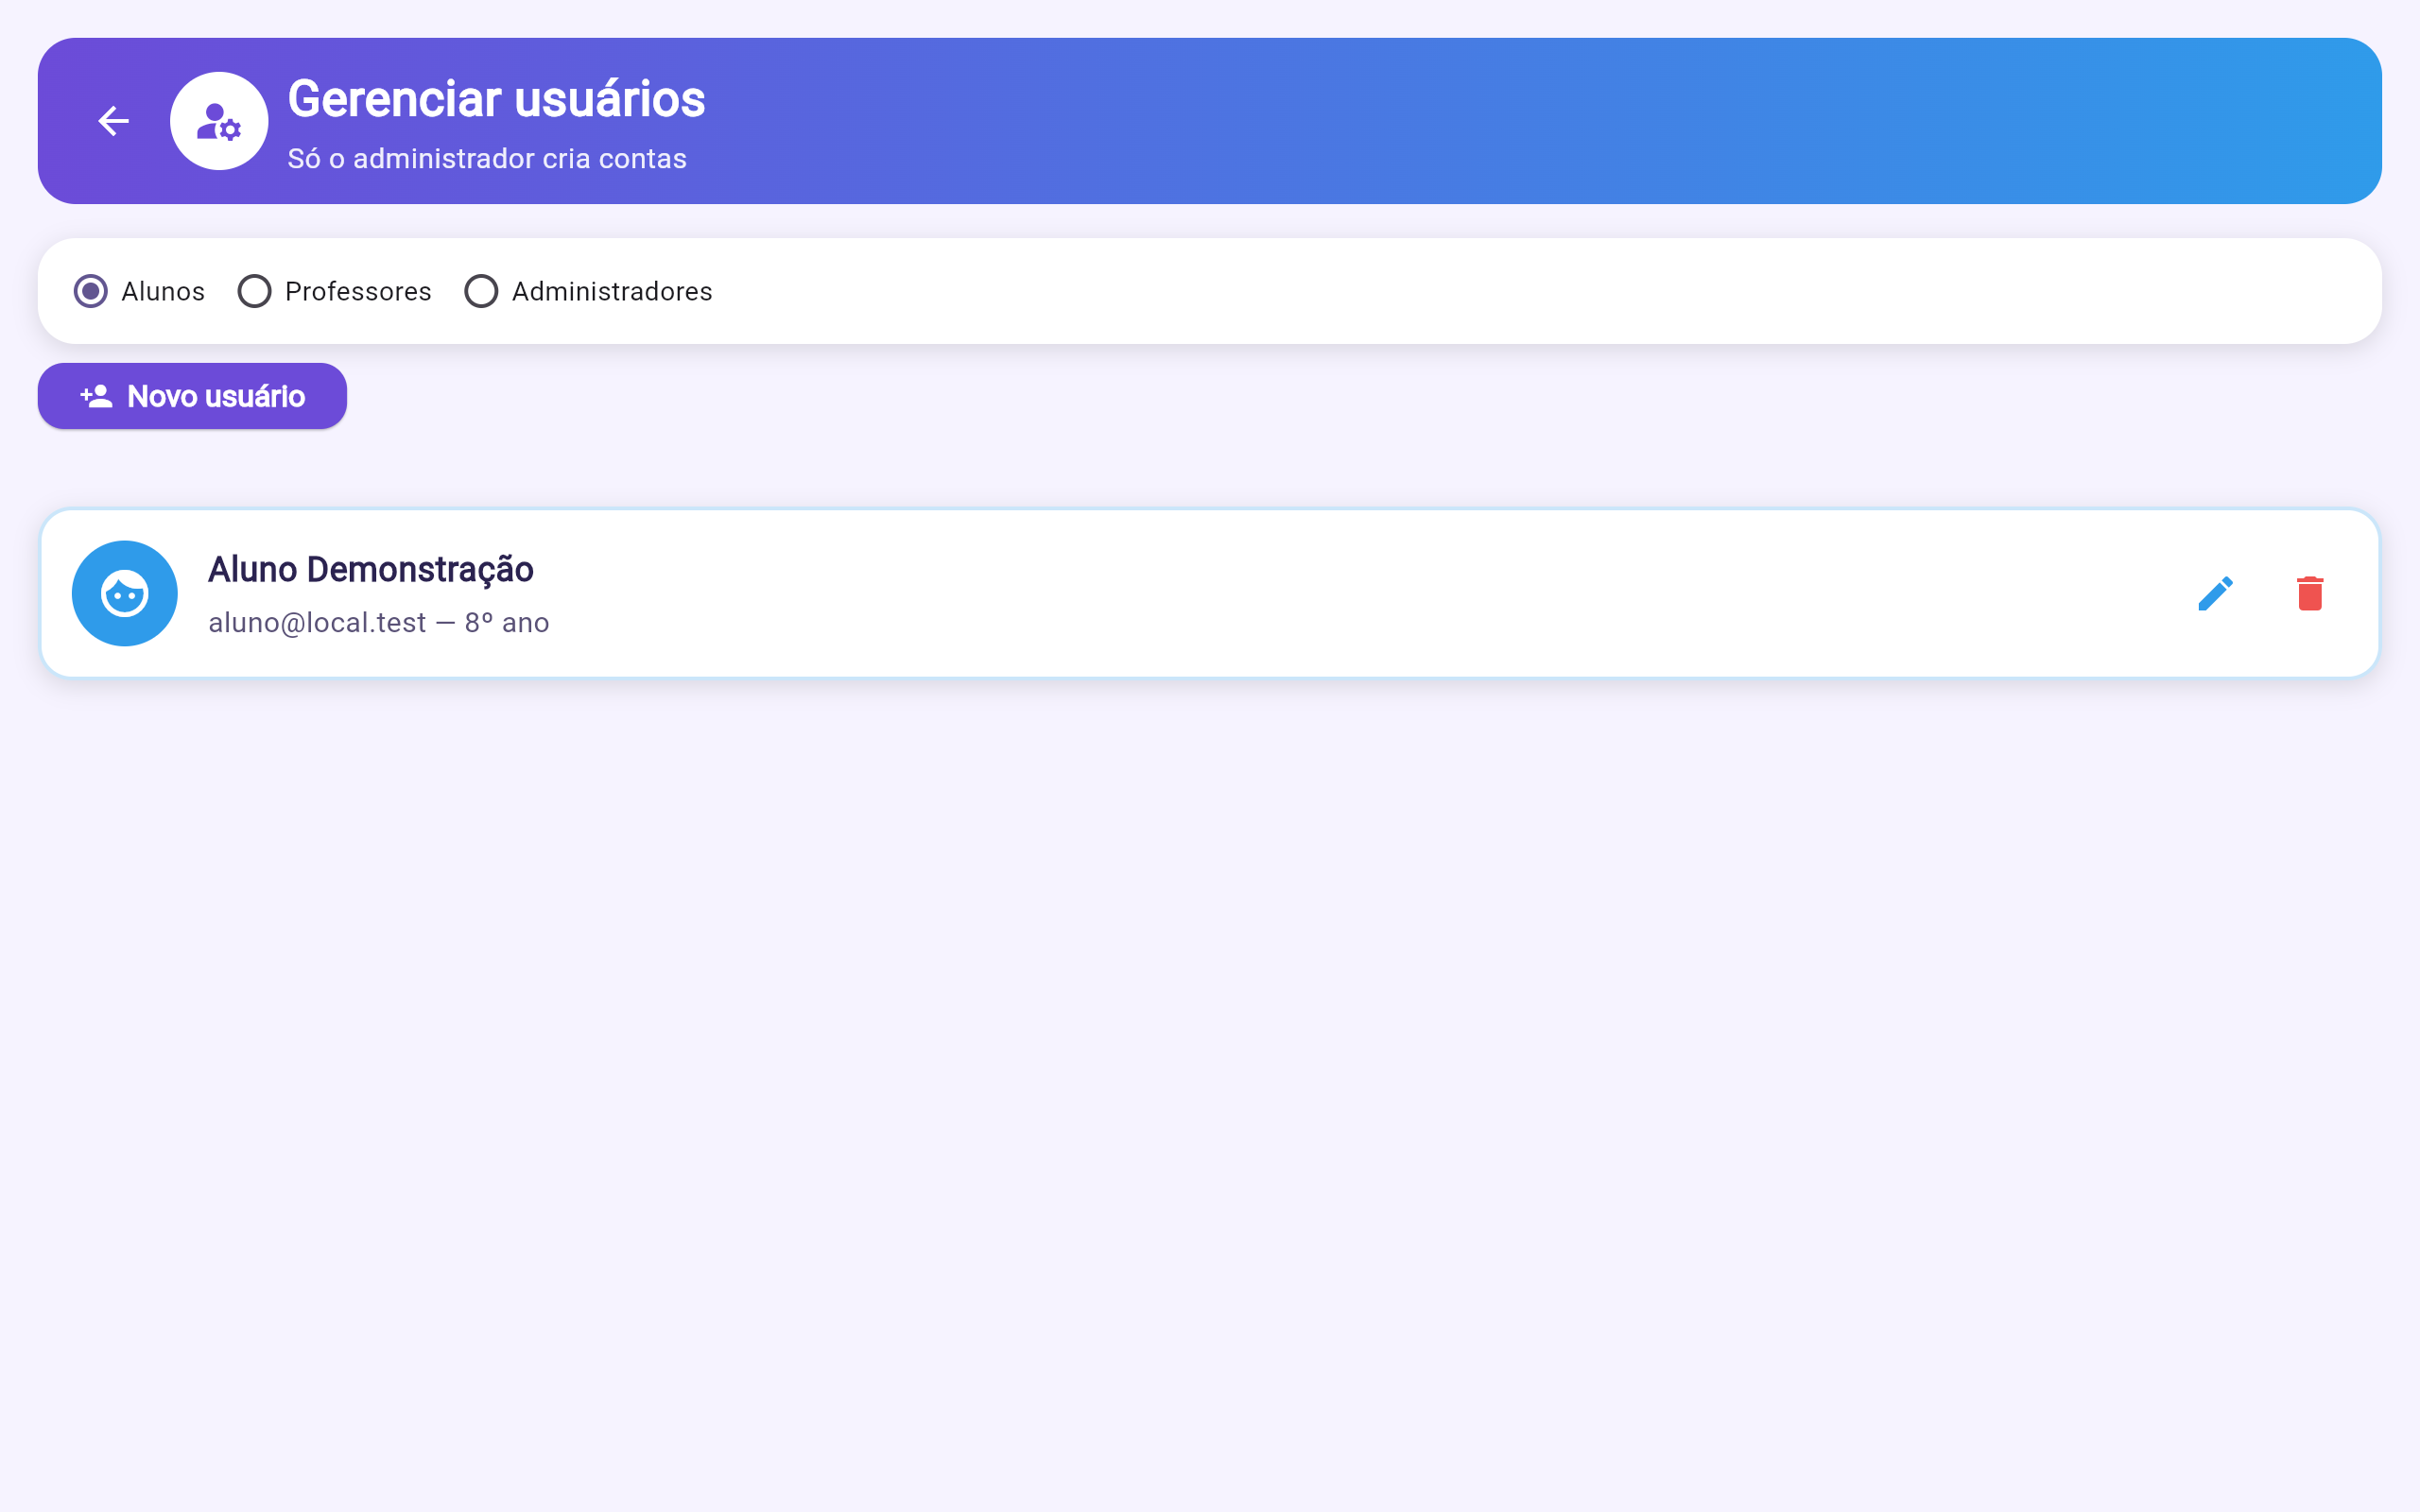 Gerenciar usuários
Só o administrador cria contas
Alunos Professores Administradores
Novo usuário
Aluno Demonstração
aluno@local.test — 8º ano